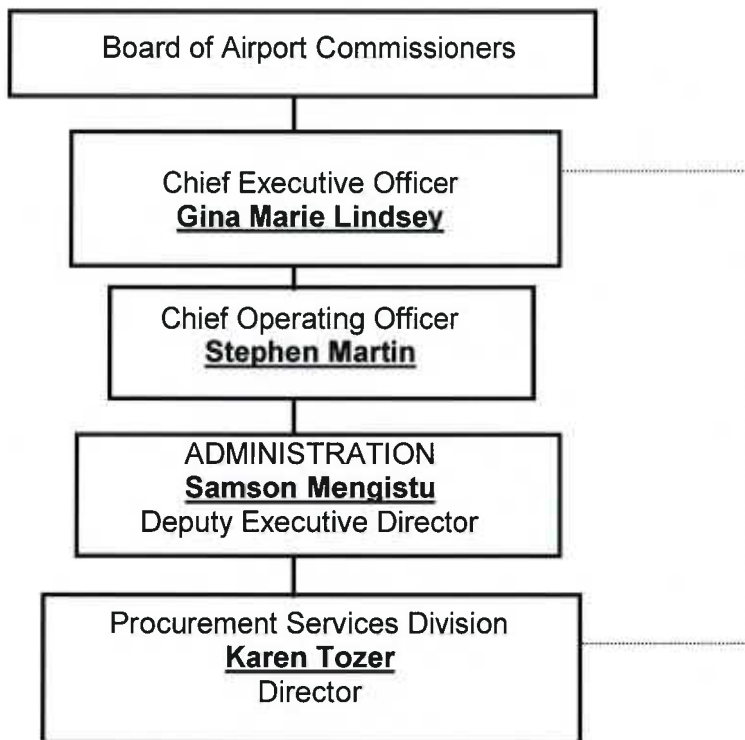 Board of Airport Commissioners
Chief Executive Officer
Gina Marie Lindsey
Chief Operating Officer
Stephen Martin
ADMINISTRATION
Samson Mengistu
Deputy Executive Director
Procurement Services Division
Karen Tozer
Director